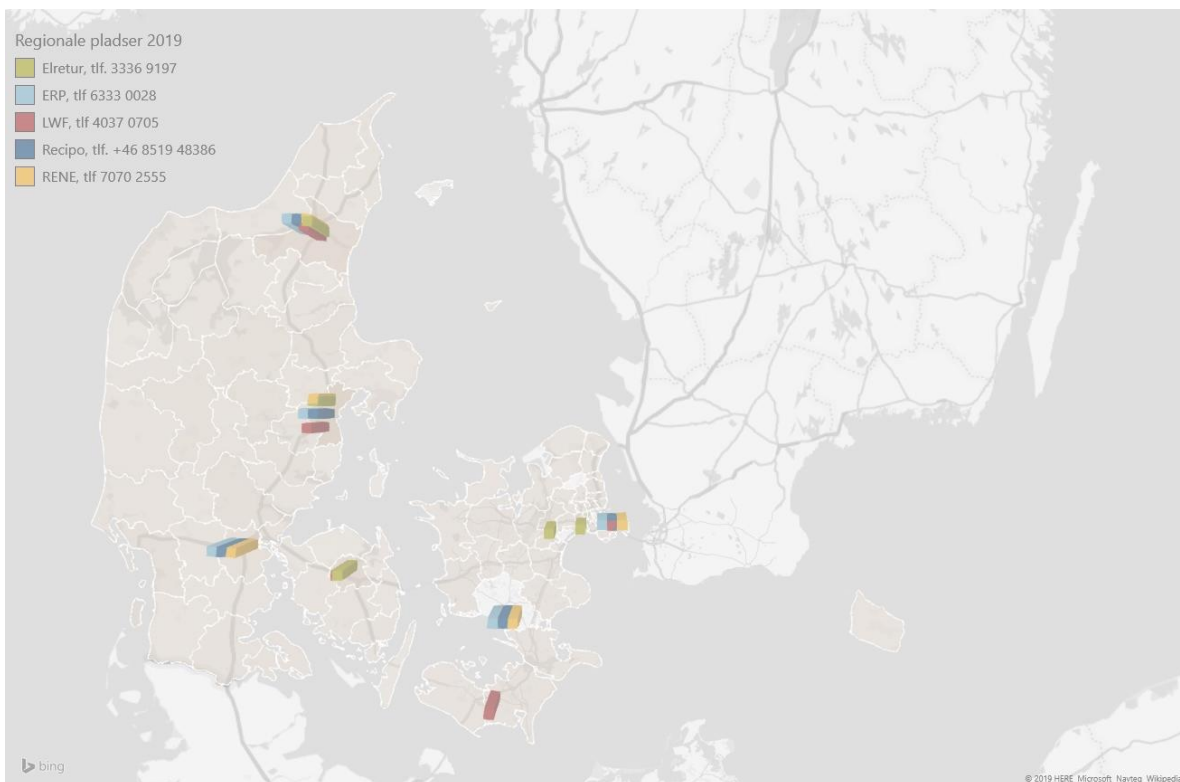 Regionale pladser 2019
Elretur, tlf. 3336 9197
ERP, tlf 6333 0028
LWF, tlf 4037 0705
Recipo, tlf. +46 8519 48386
RENE, tlf 7070 2555
bing
© 2019 HERE Microsoft Navteq Wikipedia